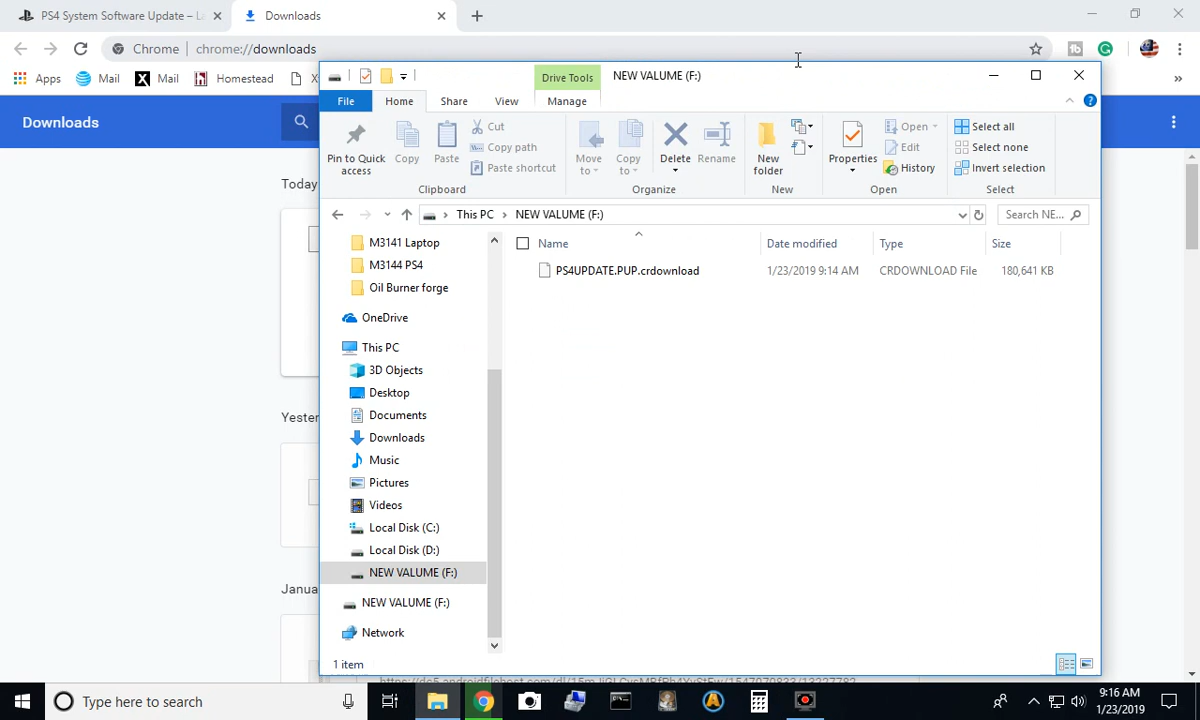 PS4 System Software Update – La
Downloads
Chrome | chrome://downloads
Apps
Mail
Mail
Homestead
Downloads
Today
Yester
Janua
Drive Tools
NEW VALUME (F:)
File
Home
Share
View
Manage
Pin to Quick access
Copy
Paste
Cut
Copy path
Paste shortcut
Clipboard
Move to
Copy to
Delete
Rename
Organize
New folder
New
Properties
Open
Edit
History
Open
Select all
Select none
Invert selection
Select
This PC > NEW VALUME (F:)
Search NE...
Name
Date modified
Type
Size
PS4UPDATE.PUP.crdownload
1/23/2019 9:14 AM
CRDOWNLOAD File
180,641 KB
M3141 Laptop
M3144 PS4
Oil Burner forge
OneDrive
This PC
3D Objects
Desktop
Documents
Downloads
Music
Pictures
Videos
Local Disk (C:)
Local Disk (D:)
NEW VALUME (F:)
NEW VALUME (F:)
Network
1 item
Type here to search
9:16 AM
1/23/2019